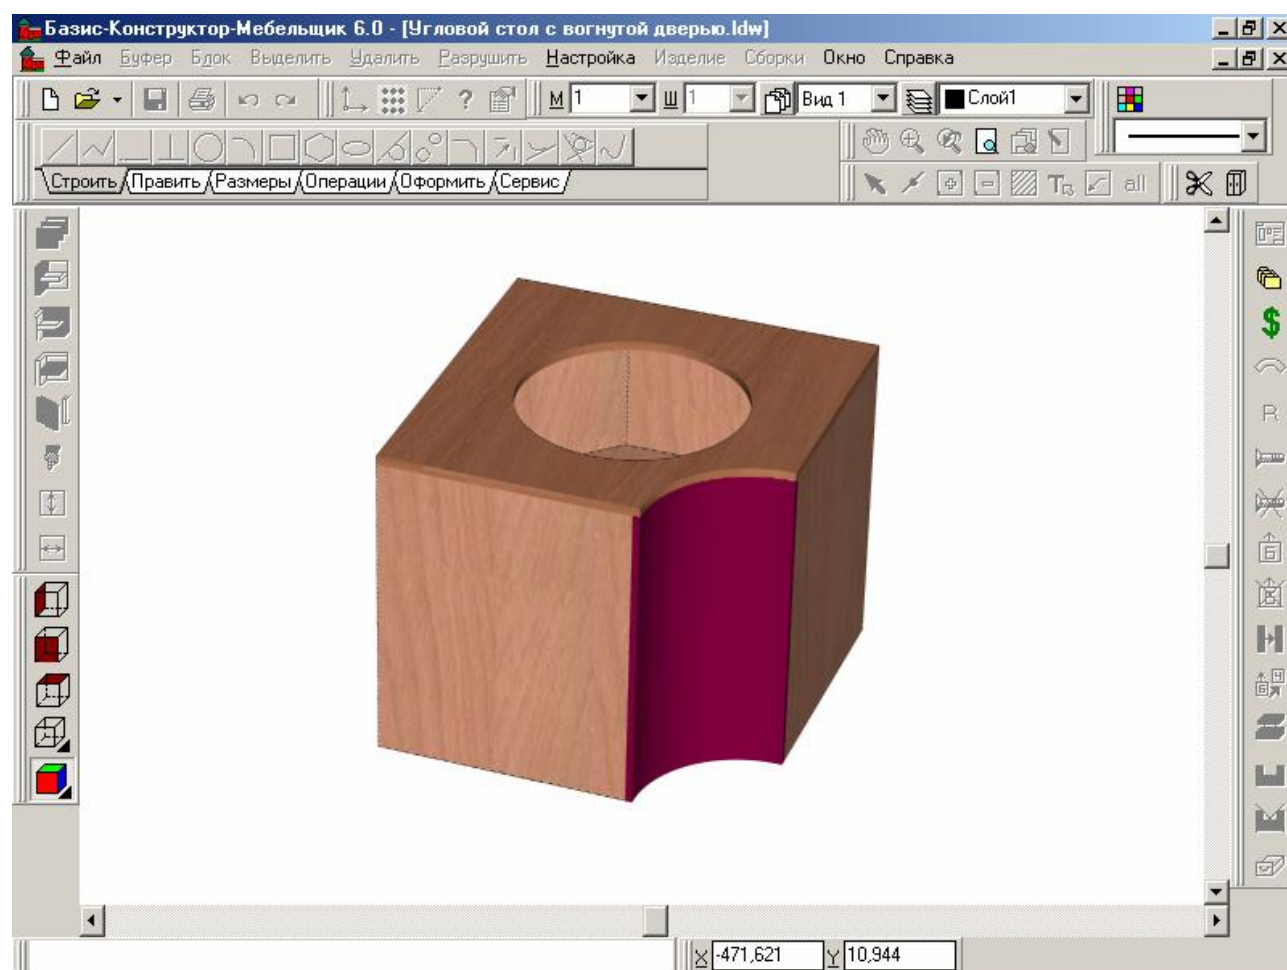 Базис-Конструктор-Мебельщик 6.0 - [Угловой стол с вогнутой дверью.ldw]
Файл Буфер Блок Выделить Удалить Разрушить Настройка Изделие Сборки Окно Справка
М 1 Ш 1 Вид 1 Слой1
Строить Править Размеры Операции Оформить Сервис
all
R
X -471,621 Y 10,944